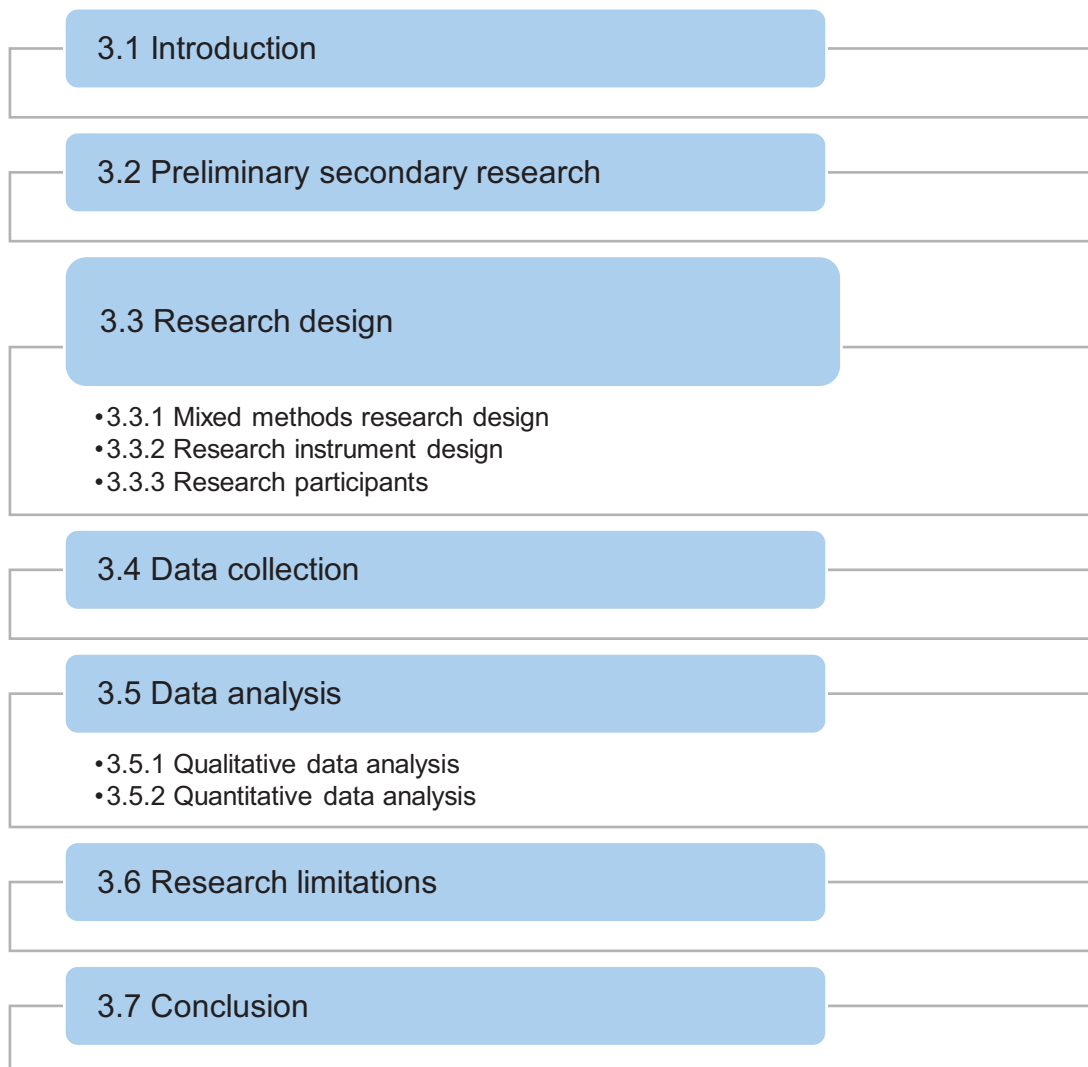 3.1 Introduction
3.2 Preliminary secondary research
3.3 Research design
•3.3.1 Mixed methods research design
•3.3.2 Research instrument design
•3.3.3 Research participants
3.4 Data collection
3.5 Data analysis
•3.5.1 Qualitative data analysis
•3.5.2 Quantitative data analysis
3.6 Research limitations
3.7 Conclusion